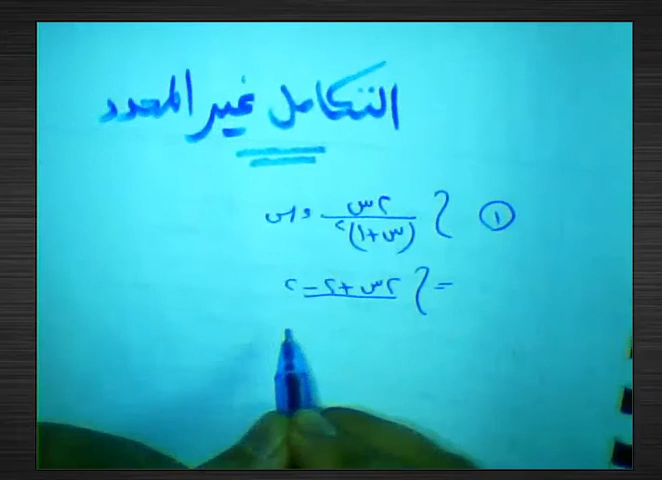 التكامل غير المحدد
① ∫ ٢س / (س+١)^٢ ءس
= ∫ ٢س + ٢ − ٢